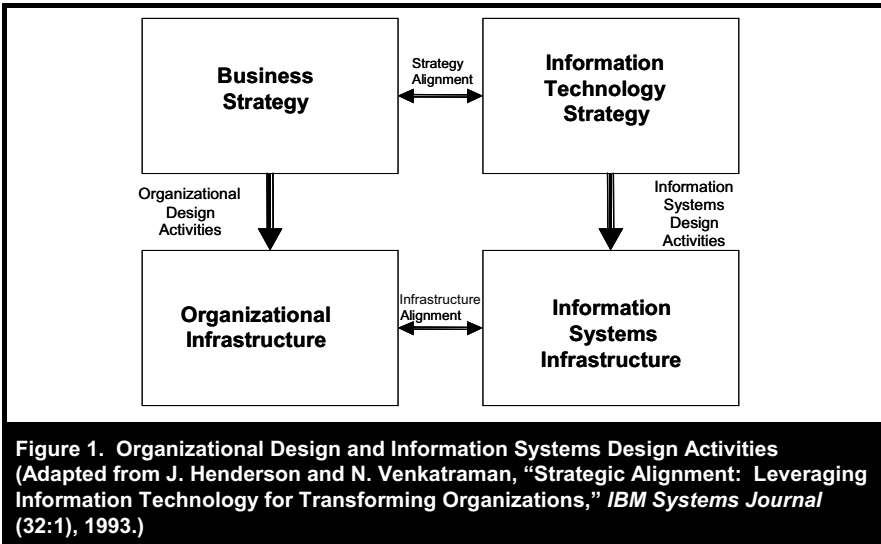 Business
Strategy
Strategy
Alignment
Information
Technology
Strategy
Organizational
Design
Activities
Information
Systems
Design
Activities
Organizational
Infrastructure
Infrastructure
Alignment
Information
Systems
Infrastructure
Figure 1. Organizational Design and Information Systems Design Activities
(Adapted from J. Henderson and N. Venkatraman, “Strategic Alignment: Leveraging
Information Technology for Transforming Organizations,” IBM Systems Journal
(32:1), 1993.)